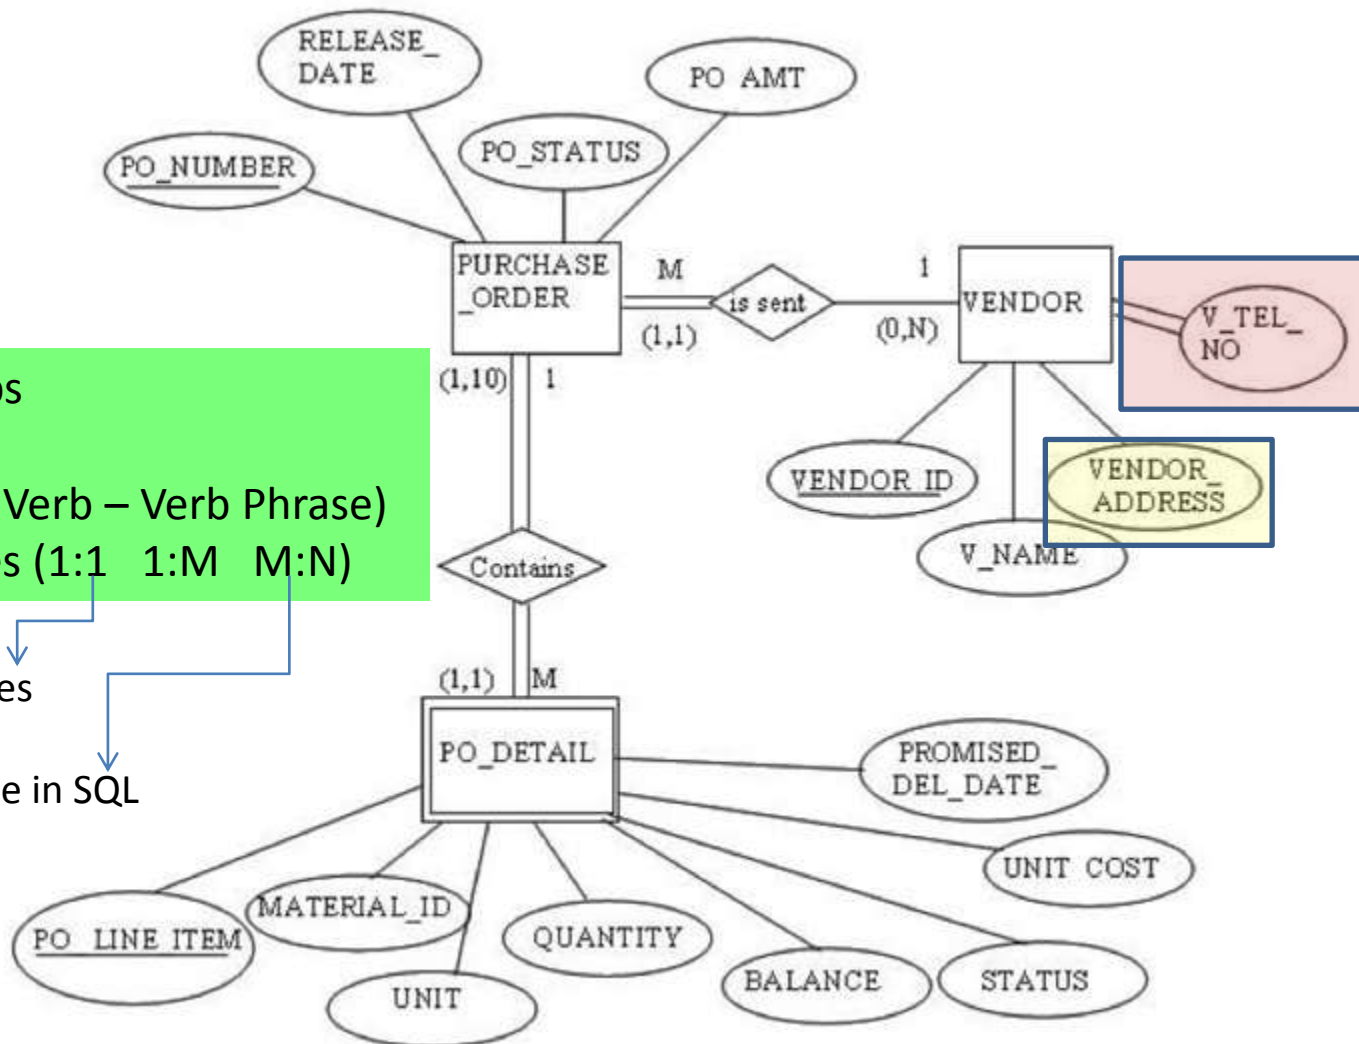 RELEASE_
DATE
PO AMT
PO_NUMBER
PO_STATUS
PURCHASE
_ORDER
M
is sent
1
VENDOR
V_TEL_
NO
(1,1)
(0,N)
(1,10) 1
VENDOR ID
VENDOR_
ADDRESS
V_NAME
os
Verb – Verb Phrase)
es (1:1 1:M M:N)
es
e in SQL
Contains
(1,1) M
PO_DETAIL
PROMISED_
DEL_DATE
UNIT COST
MATERIAL_ID
PO LINE ITEM
QUANTITY
UNIT
BALANCE
STATUS